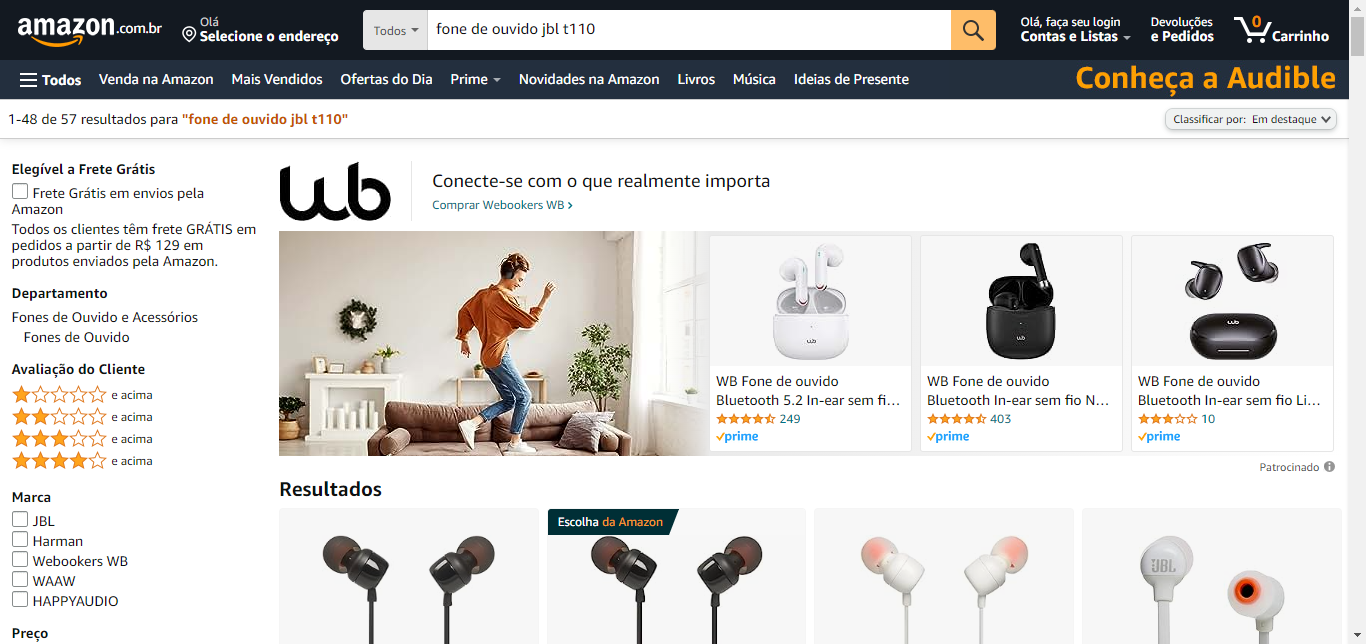 amazon.com.br
Olá
Selecione o endereço
Todos
fone de ouvido jbl t110
Olá, faça seu login
Contas e Listas
Devoluções
e Pedidos
0
Carrinho
Todos
Venda na Amazon
Mais Vendidos
Ofertas do Dia
Prime
Novidades na Amazon
Livros
Música
Ideias de Presente
Conheça a Audible
1-48 de 57 resultados para "fone de ouvido jbl t110"
Classificar por: Em destaque
Elegível a Frete Grátis
Frete Grátis em envios pela
Amazon
Todos os clientes têm frete GRÁTIS em
pedidos a partir de R$ 129 em
produtos enviados pela Amazon.
Departamento
Fones de Ouvido e Acessórios
Fones de Ouvido
Avaliação do Cliente
e acima
e acima
e acima
e acima
Marca
JBL
Harman
Webookers WB
WAAW
HAPPYAUDIO
Preço
wb
Conecte-se com o que realmente importa
Comprar Webookers WB ›
wb
WB Fone de ouvido
Bluetooth 5.2 In-ear sem fi…
249
prime
wb
WB Fone de ouvido
Bluetooth In-ear sem fio N…
403
prime
wb
WB Fone de ouvido
Bluetooth In-ear sem fio Li…
10
prime
Patrocinado
Resultados
Escolha da Amazon
JBL